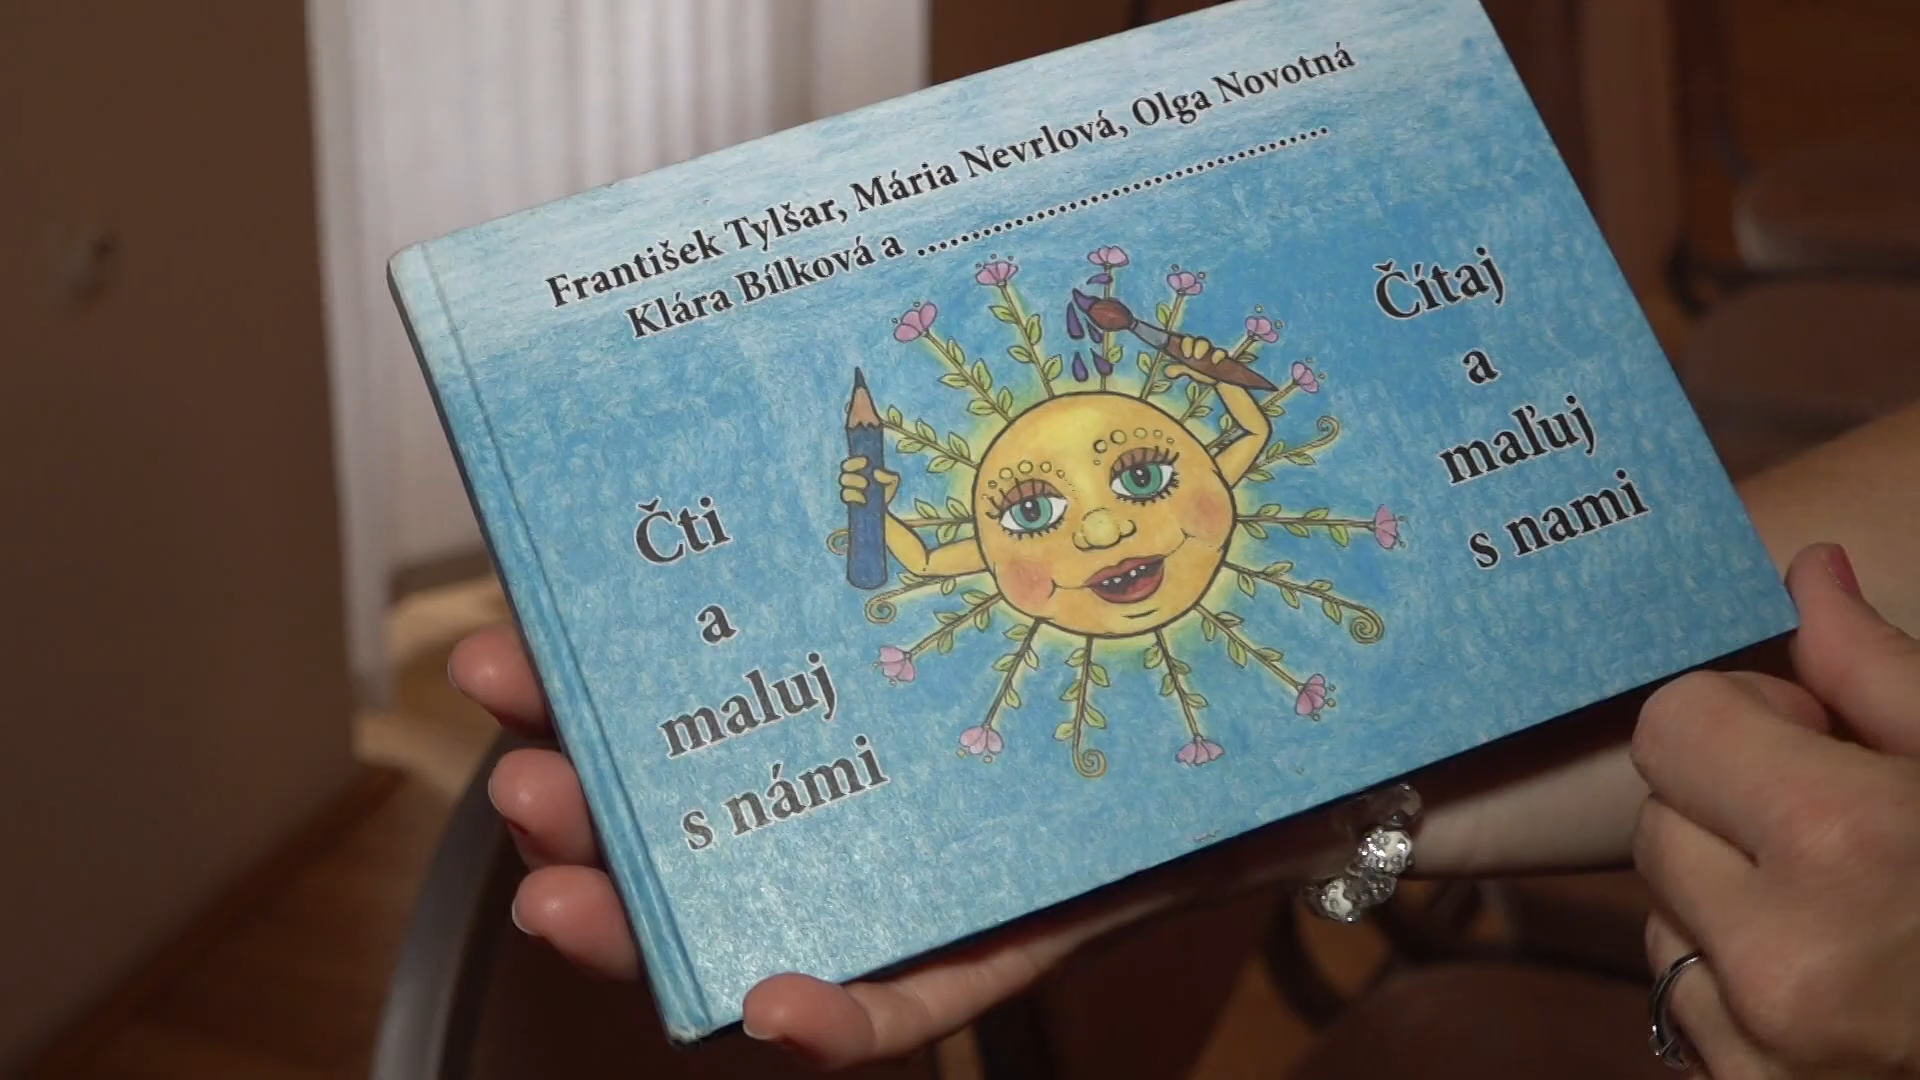 František Tylšar, Mária Nevrlová, Olga Novotná
Klára Bílková a ........................................
Čti
a
maluj
s námi
Čítaj
a
maľuj
s nami